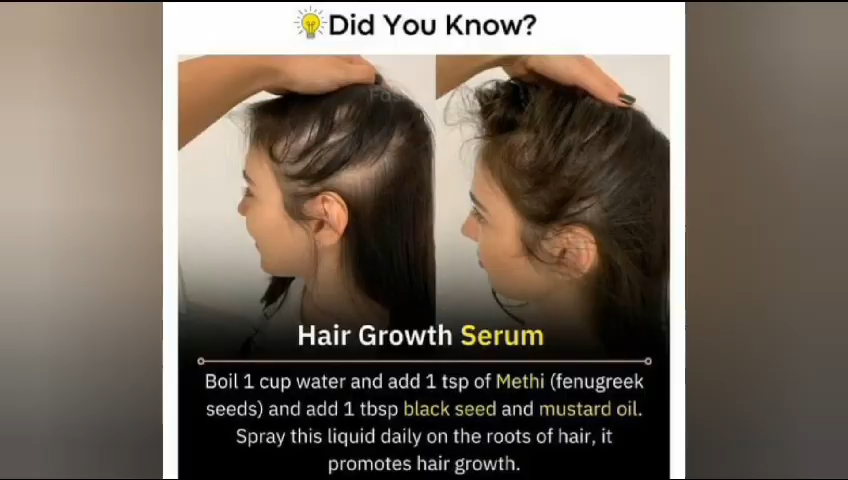 Did You Know?
Hair Growth Serum
Boil 1 cup water and add 1 tsp of Methi (fenugreek
seeds) and add 1 tbsp black seed and mustard oil.
Spray this liquid daily on the roots of hair, it
promotes hair growth.